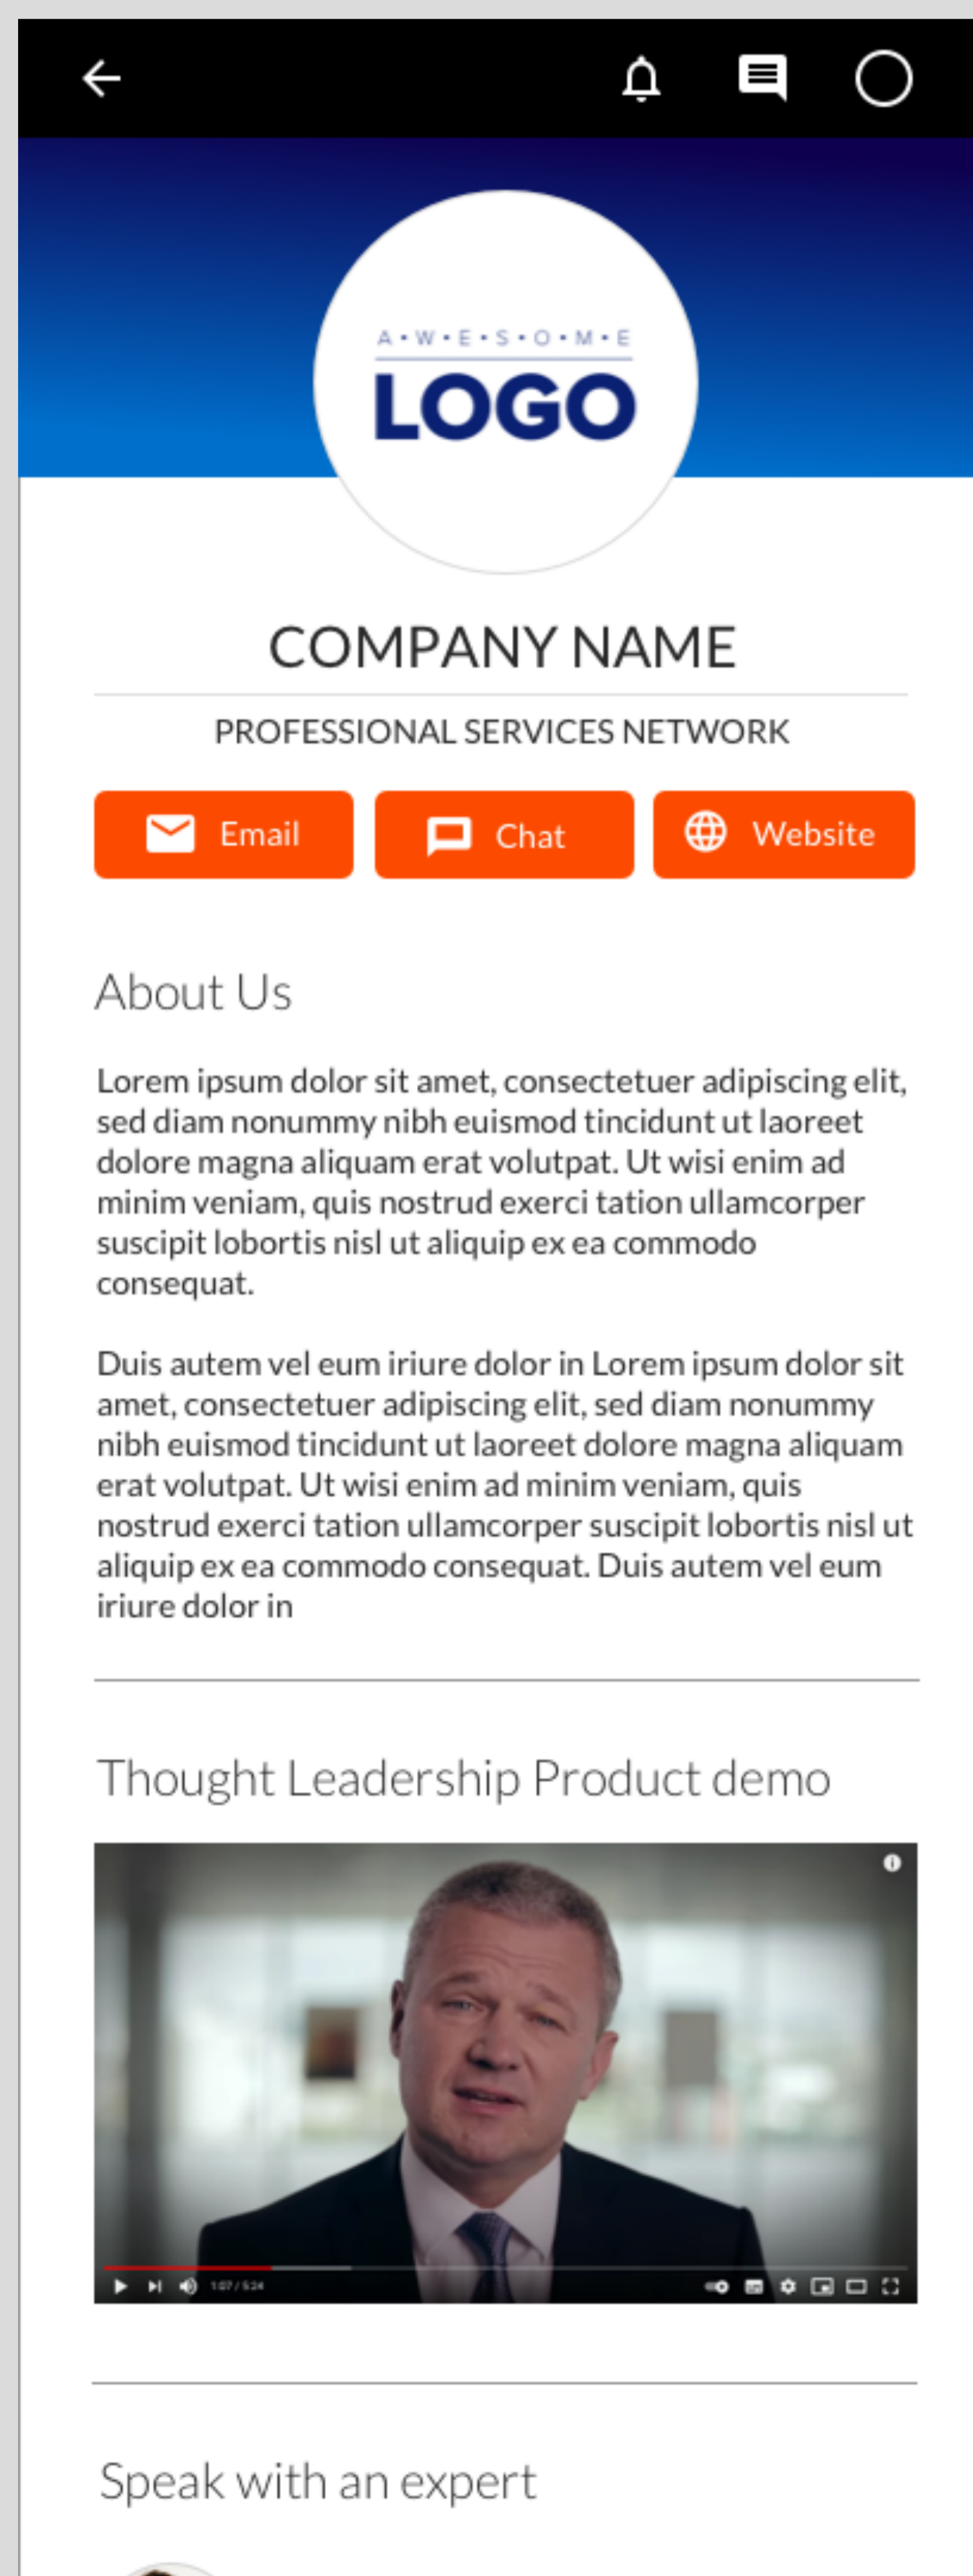 A•W•E•S•O•M•E
LOGO
COMPANY NAME
PROFESSIONAL SERVICES NETWORK
Email
Chat
Website
About Us
Lorem ipsum dolor sit amet, consectetuer adipiscing elit,
sed diam nonummy nibh euismod tincidunt ut laoreet
dolore magna aliquam erat volutpat. Ut wisi enim ad
minim veniam, quis nostrud exerci tation ullamcorper
suscipit lobortis nisl ut aliquip ex ea commodo
consequat.
Duis autem vel eum iriure dolor in Lorem ipsum dolor sit
amet, consectetuer adipiscing elit, sed diam nonummy
nibh euismod tincidunt ut laoreet dolore magna aliquam
erat volutpat. Ut wisi enim ad minim veniam, quis
nostrud exerci tation ullamcorper suscipit lobortis nisl ut
aliquip ex ea commodo consequat. Duis autem vel eum
iriure dolor in
Thought Leadership Product demo
1:07 / 5:24
Speak with an expert